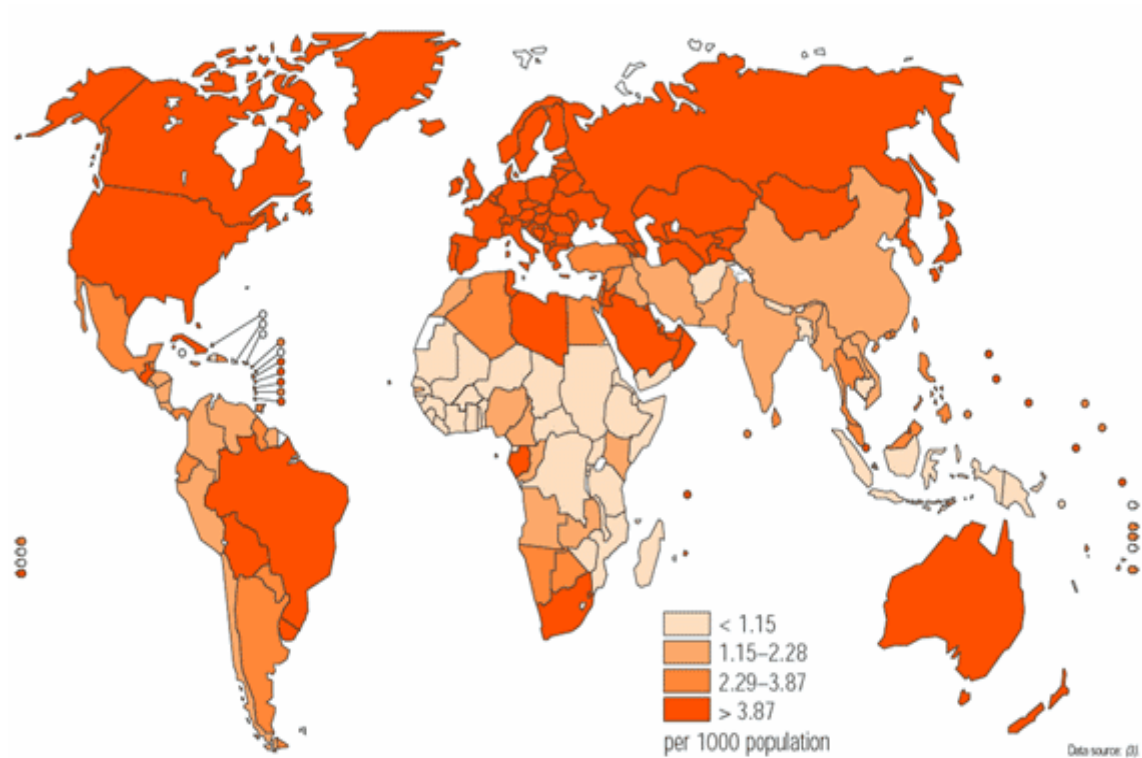 < 1.15
1.15–2.28
2.29–3.87
> 3.87
per 1000 population
Data source: (3).